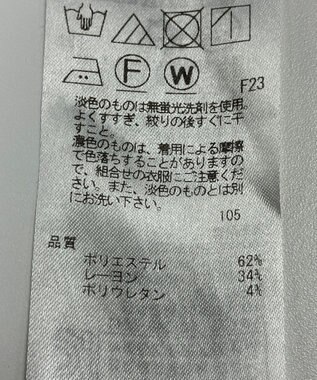 F W F23
淡色のものは無蛍光洗剤を使用。
よくすすぎ、絞りの後すぐに干
すこと。
濃色のものは、着用による摩擦
で色落ちすることがありますの
で、組合せの衣服にご注意くだ
さい。また、淡色のものとは別
にお洗い下さい。
105
品質
ポリエステル 62%
レーヨン 34%
ポリウレタン 4%